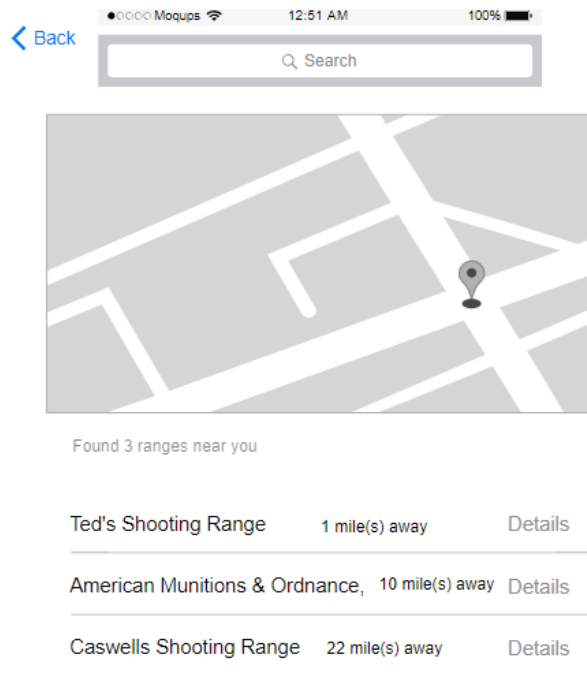 Moqups 12:51 AM 100%
Back
Search
Found 3 ranges near you
Ted's Shooting Range 1 mile(s) away Details
American Munitions & Ordnance, 10 mile(s) away Details
Caswells Shooting Range 22 mile(s) away Details